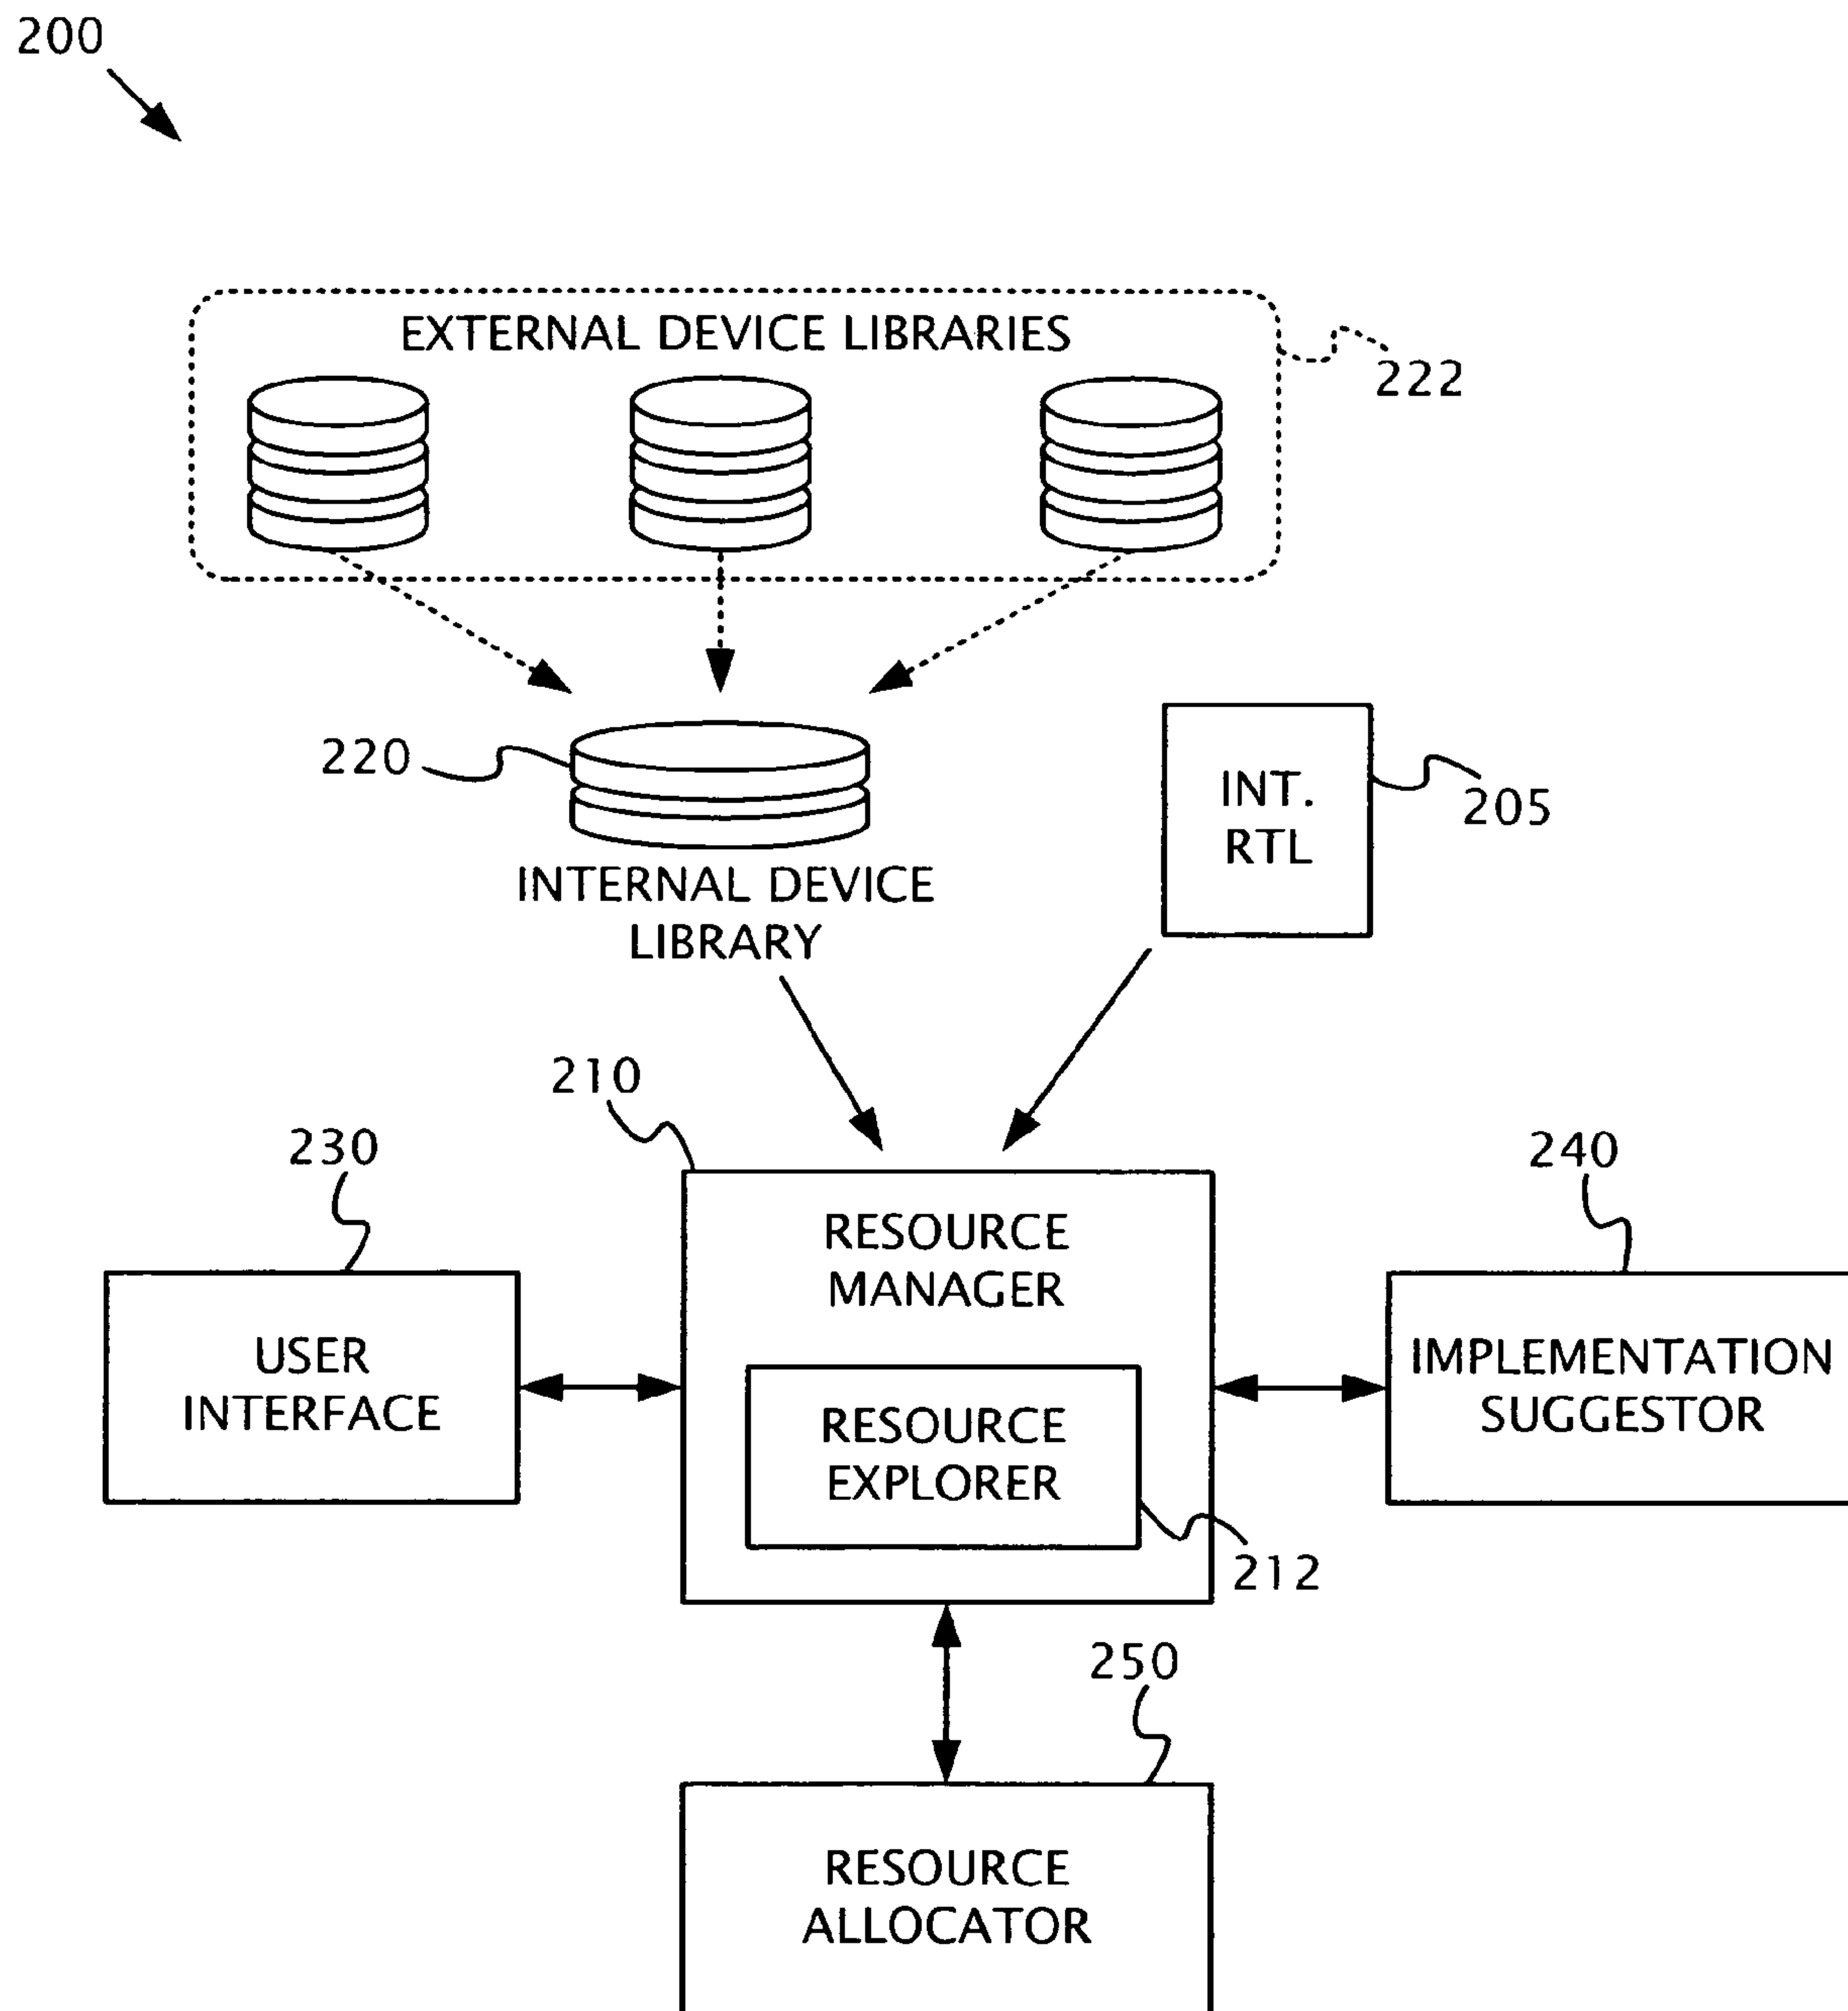 200
EXTERNAL DEVICE LIBRARIES
222
220
INTERNAL DEVICE
LIBRARY
INT.
RTL
205
210
230
240
RESOURCE
MANAGER
USER
INTERFACE
RESOURCE
EXPLORER
IMPLEMENTATION
SUGGESTOR
212
250
RESOURCE
ALLOCATOR